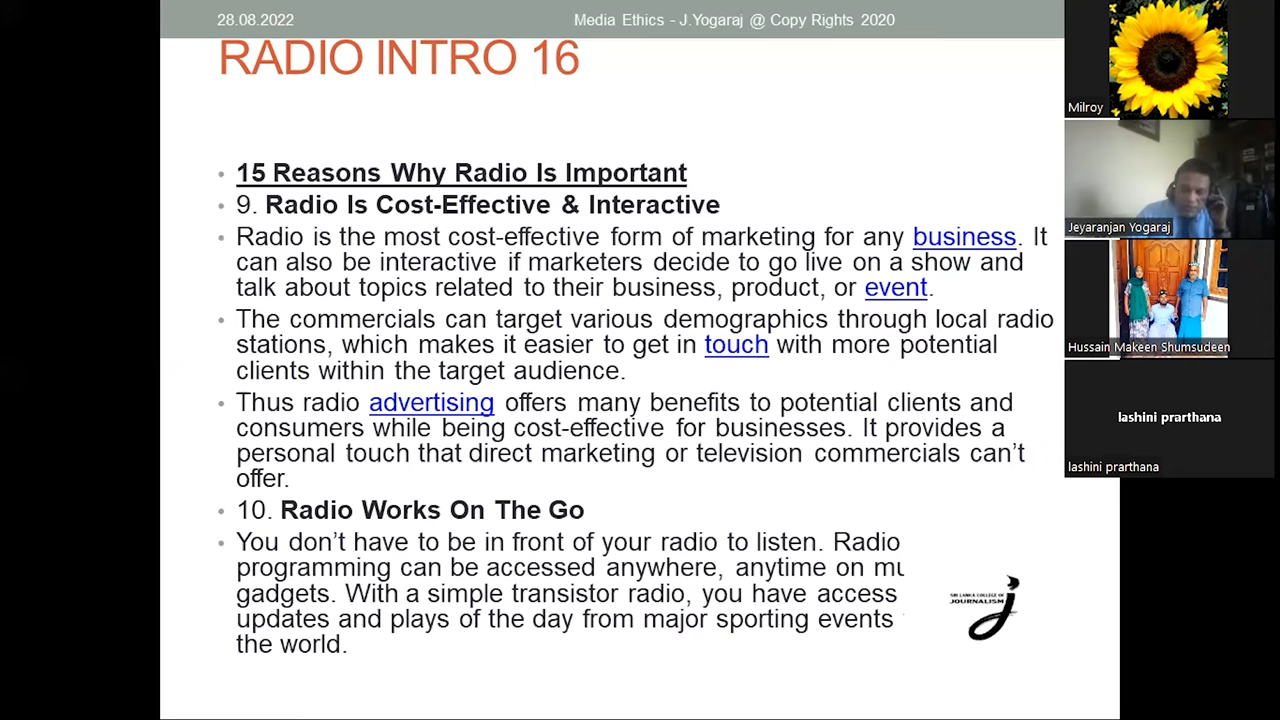 28.08.2022
Media Ethics - J.Yogaraj @ Copy Rights 2020
RADIO INTRO 16
• 15 Reasons Why Radio Is Important
• 9. Radio Is Cost-Effective & Interactive
• Radio is the most cost-effective form of marketing for any business. It
can also be interactive if marketers decide to go live on a show and
talk about topics related to their business, product, or event.
• The commercials can target various demographics through local radio
stations, which makes it easier to get in touch with more potential
clients within the target audience.
• Thus radio advertising offers many benefits to potential clients and
consumers while being cost-effective for businesses. It provides a
personal touch that direct marketing or television commercials can’t
offer.
• 10. Radio Works On The Go
• You don’t have to be in front of your radio to listen. Radio
programming can be accessed anywhere, anytime on
gadgets. With a simple transistor radio, you have access
updates and plays of the day from major sporting events
the world.
SRI LANKA COLLEGE OF
JOURNALISM
Milroy
Jeyaranjan Yogaraj
Hussain Makeen Shumsudeen
lashini prarthana
lashini prarthana